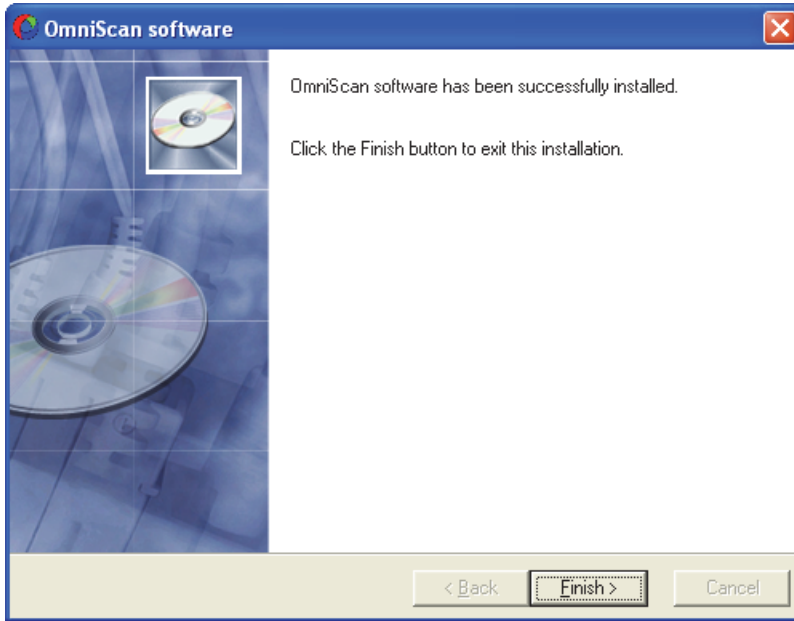 OmniScan software
OmniScan software has been successfully installed.
Click the Finish button to exit this installation.
< Back
Finish >
Cancel